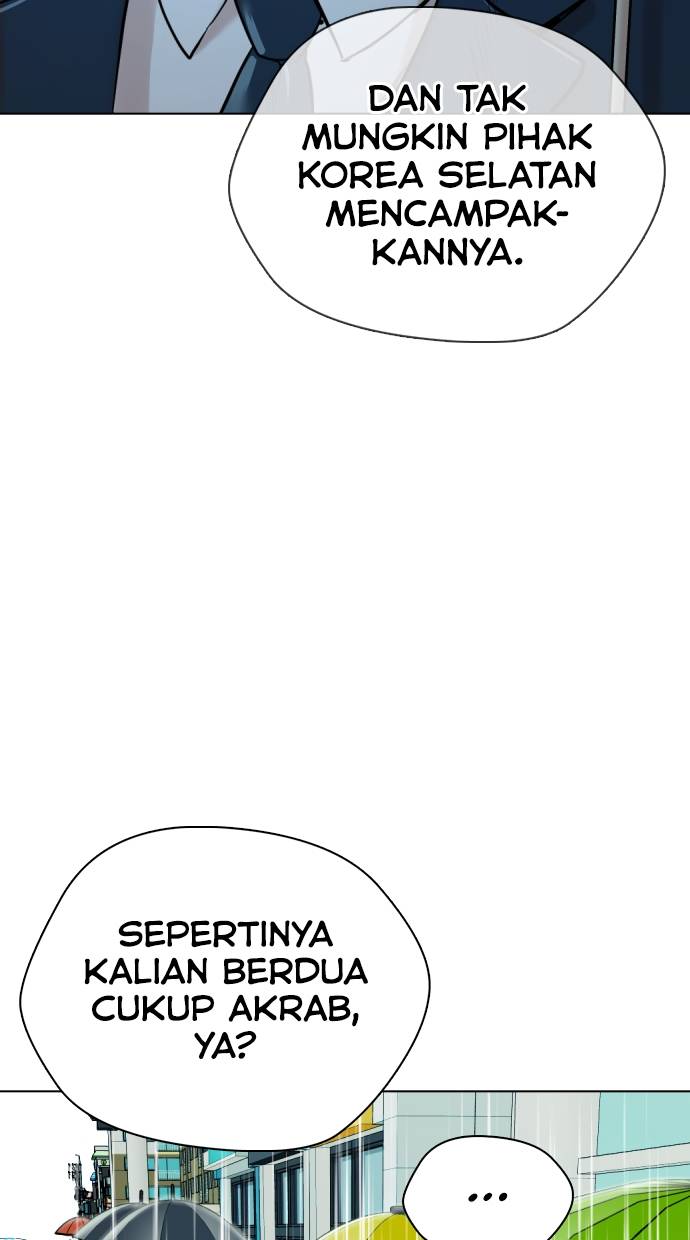 DAN TAK
MUNGKIN PIHAK
KOREA SELATAN
MENCAMPAK-
KANNYA.
SEPERTINYA
KALIAN BERDUA
CUKUP AKRAB,
YA?
...